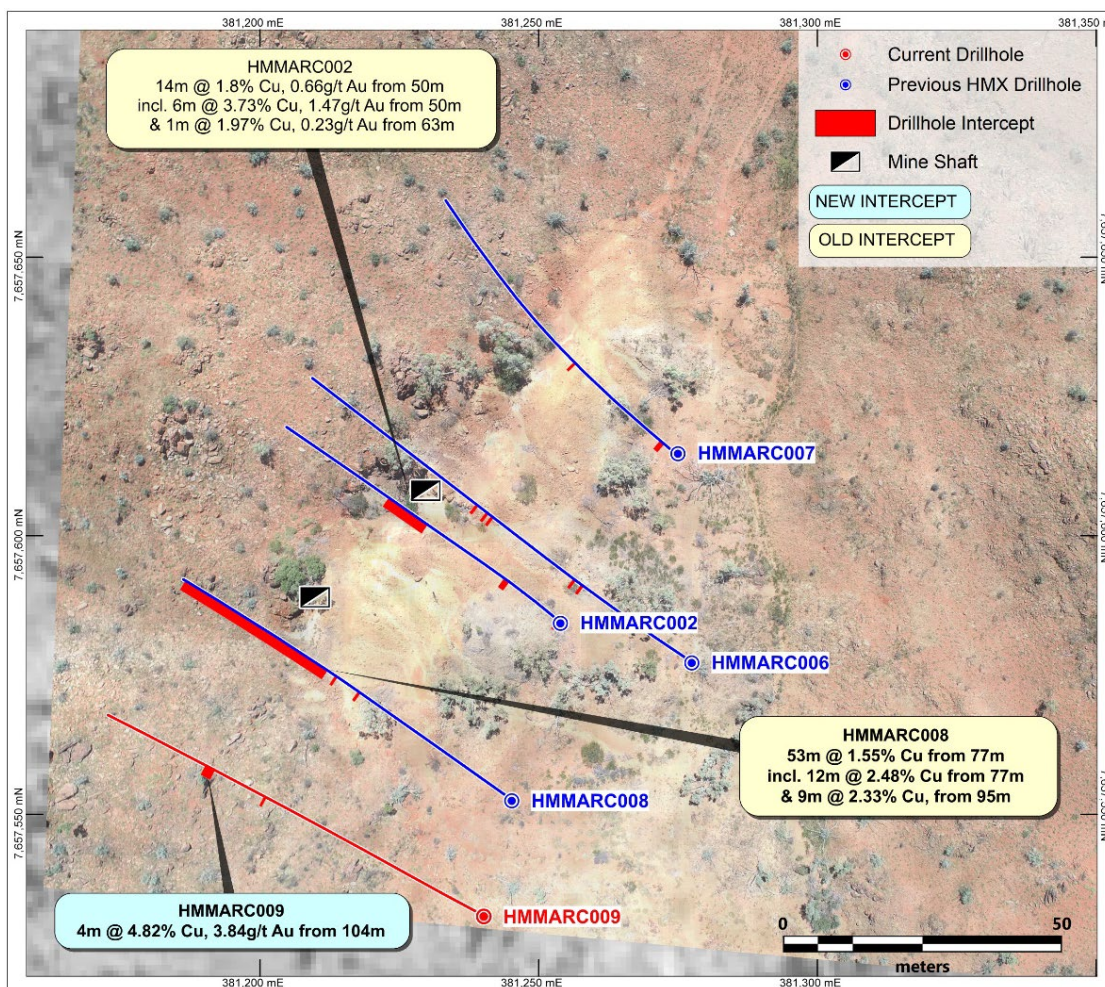 381,200 mE
381,250 mE
381,300 mE
381,350 mE
HMMARC002
14m @ 1.8% Cu, 0.66g/t Au from 50m
incl. 6m @ 3.73% Cu, 1.47g/t Au from 50m
& 1m @ 1.97% Cu, 0.23g/t Au from 63m
Current Drillhole
Previous HMX Drillhole
Drillhole Intercept
Mine Shaft
NEW INTERCEPT
OLD INTERCEPT
7,657,650 mN
HMMARC007
7,657,600 mN
HMMARC002
HMMARC006
HMMARC008
53m @ 1.55% Cu from 77m
incl. 12m @ 2.48% Cu from 77m
& 9m @ 2.33% Cu, from 95m
HMMARC008
7,657,550 mN
HMMARC009
4m @ 4.82% Cu, 3.84g/t Au from 104m
HMMARC009
0
50
meters
381,200 mE
381,250 mE
381,300 mE